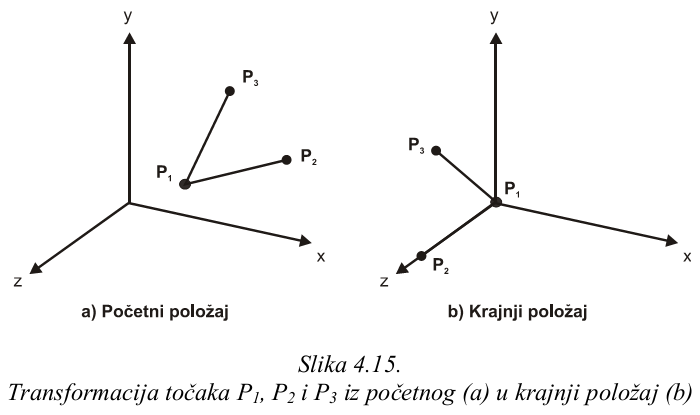 y
P3
P2
P1
x
z
a) Početni položaj
y
P3
P1
P2
x
z
b) Krajnji položaj
Slika 4.15.
Transformacija točaka P1, P2 i P3 iz početnog (a) u krajnji položaj (b)